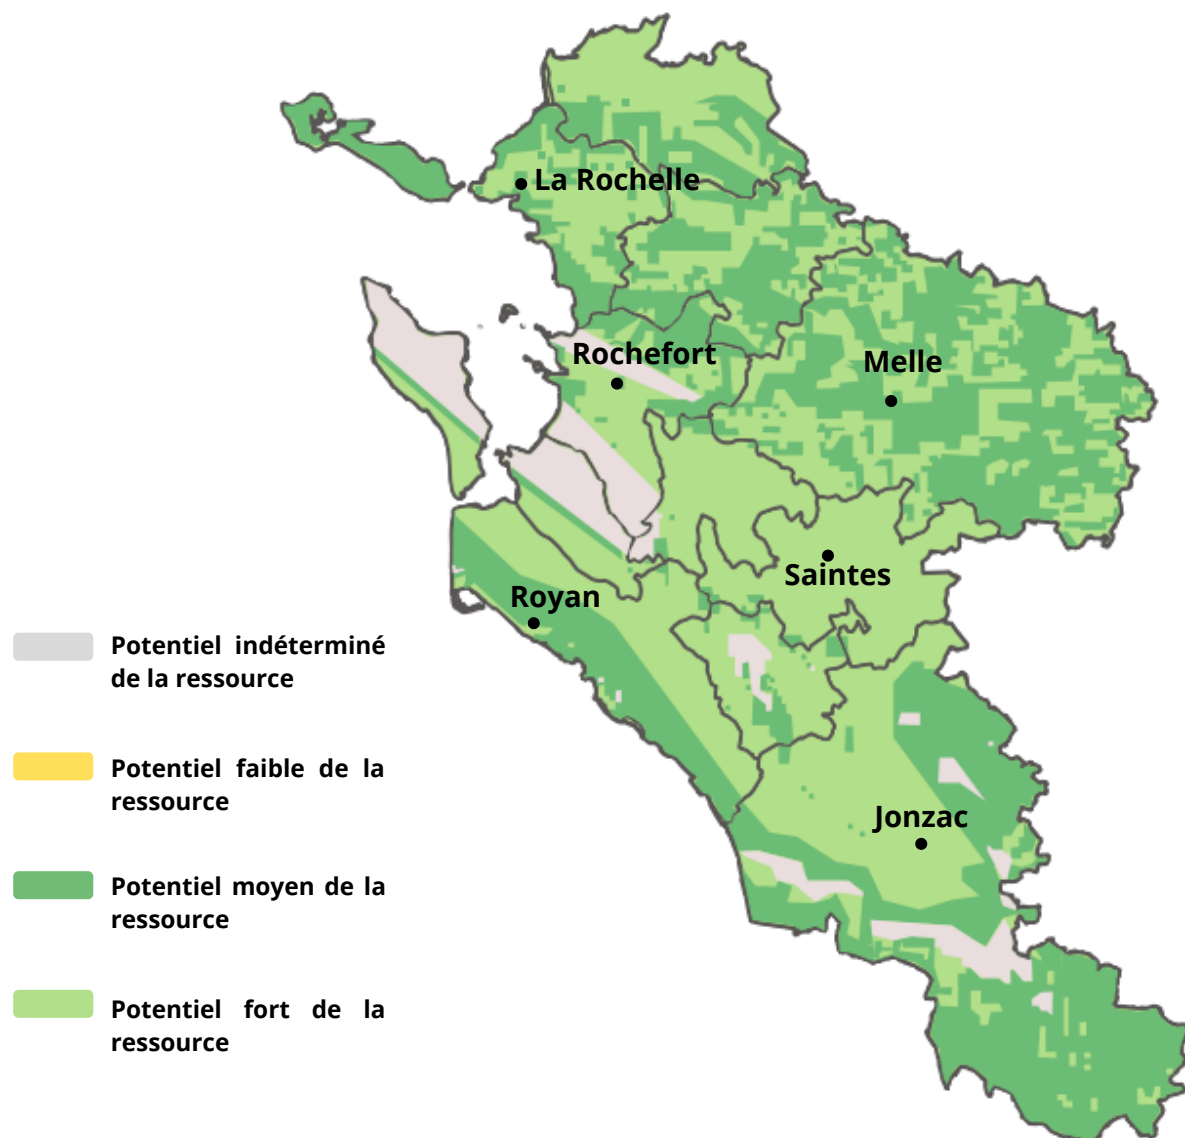 La Rochelle
Rochefort
Melle
Saintes
Royan
Potentiel indéterminé
de la ressource
Potentiel faible de la
ressource
Jonzac
Potentiel moyen de la
ressource
Potentiel fort de la
ressource